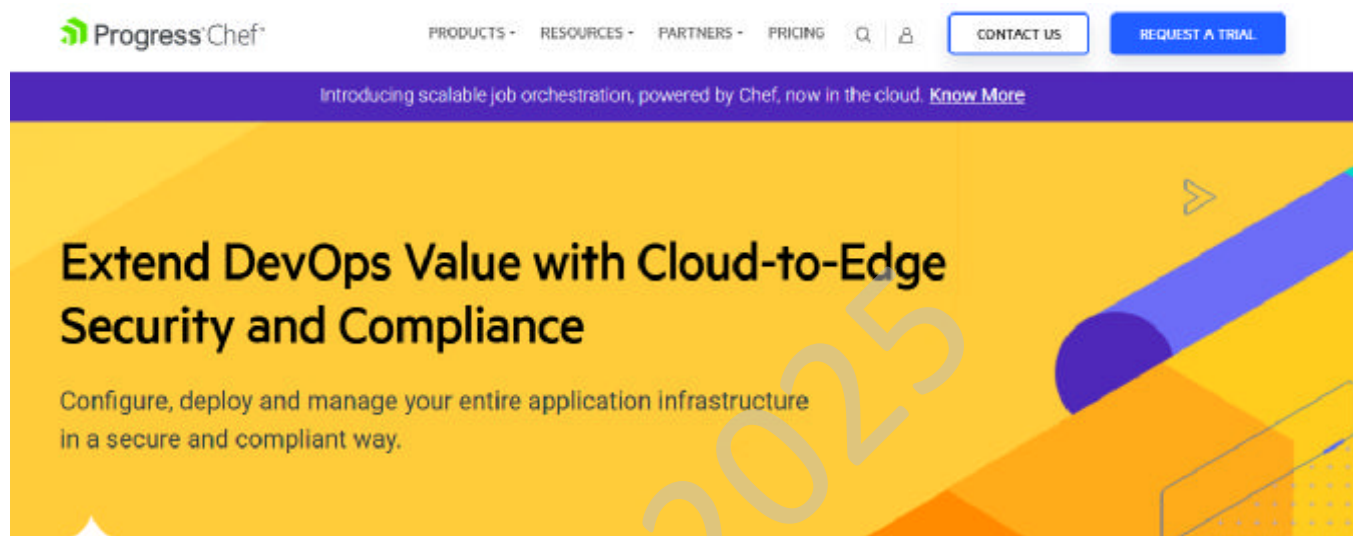 Progress Chef
PRODUCTS
RESOURCES
PARTNERS
PRICING
CONTACT US
REQUEST A TRIAL
Introducing scalable job orchestration, powered by Chef, now in the cloud. Know More
Extend DevOps Value with Cloud-to-Edge
Security and Compliance
Configure, deploy and manage your entire application infrastructure
in a secure and compliant way.
2025